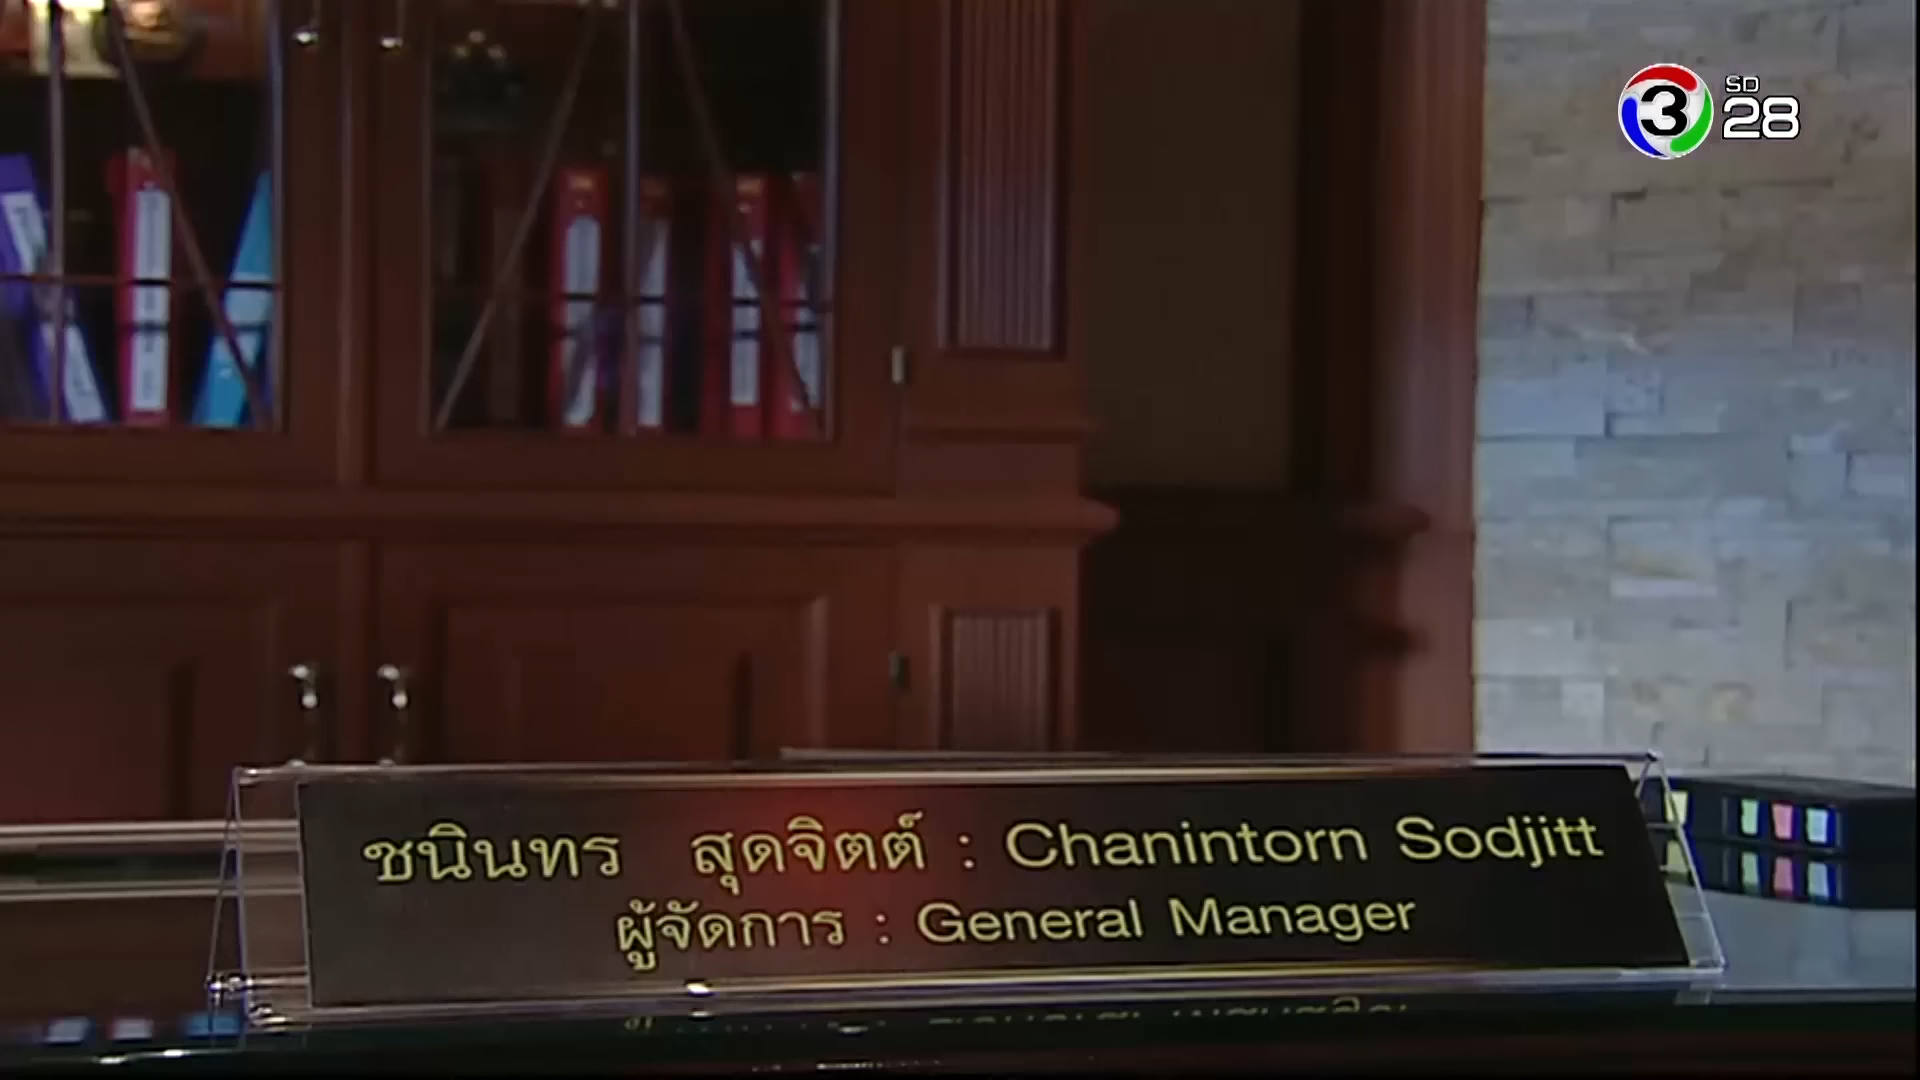 3 SD
28
ชนินทร สุดจิตต์ : Chanintorn Sodjitt
ผู้จัดการ : General Manager